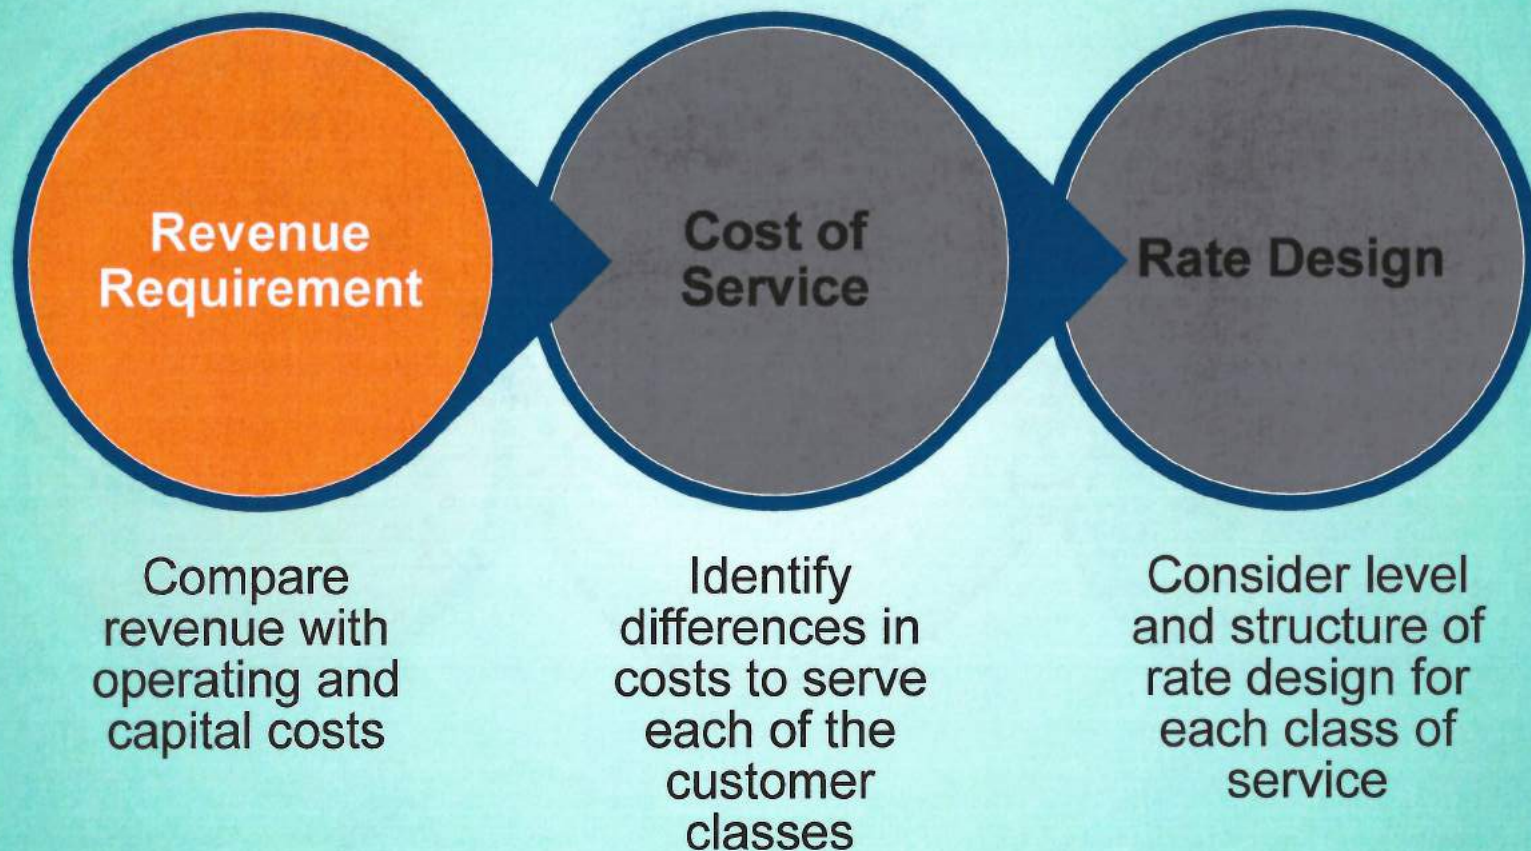 Revenue
Requirement
Cost of
Service
Rate Design
Compare
revenue with
operating and
capital costs
Identify
differences in
costs to serve
each of the
customer
classes
Consider level
and structure of
rate design for
each class of
service